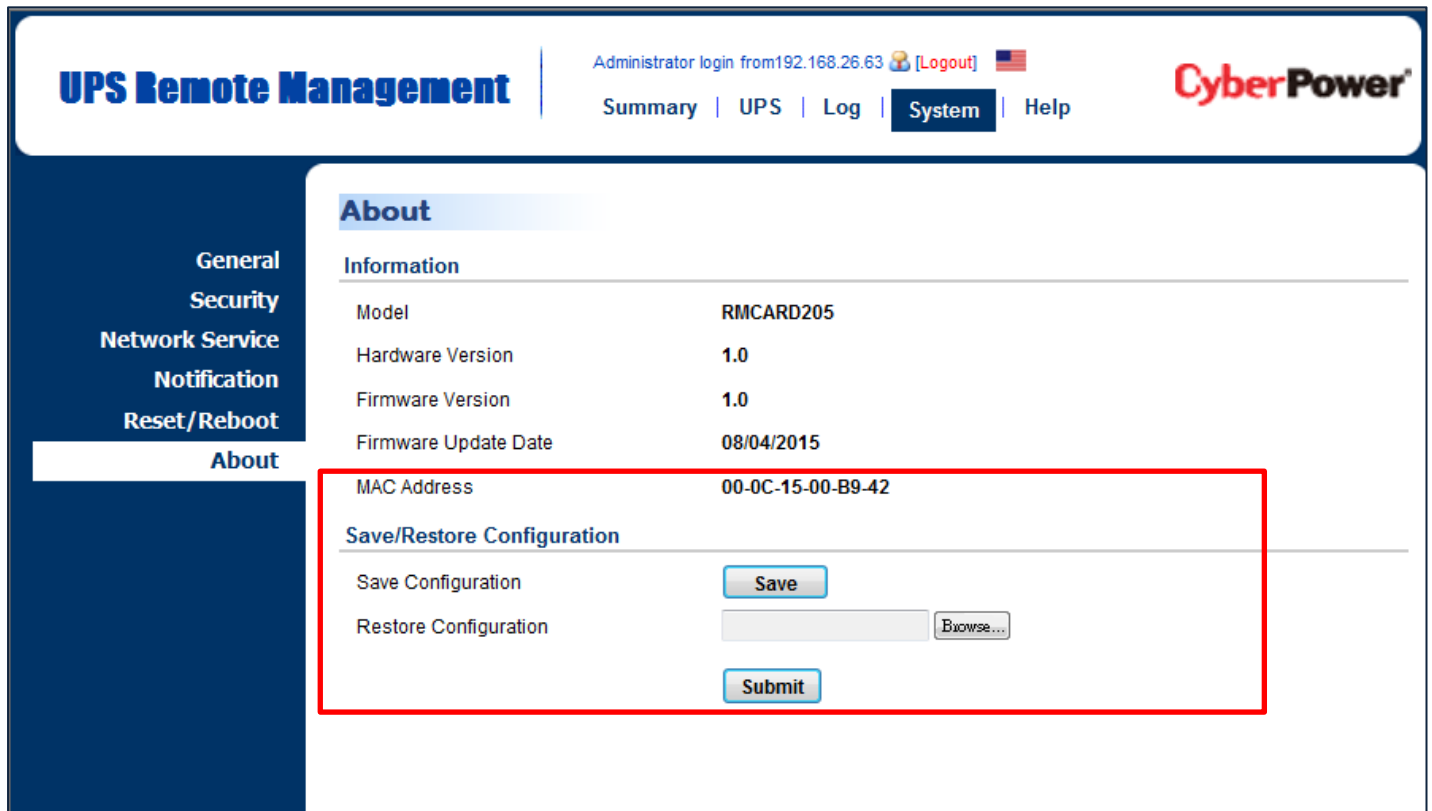 UPS Remote Management
Administrator login from192.168.26.63 [Logout]
Summary | UPS | Log | System | Help
CyberPower
General
Security
Network Service
Notification
Reset/Reboot
About
About
Information
Model RMCARD205
Hardware Version 1.0
Firmware Version 1.0
Firmware Update Date 08/04/2015
MAC Address 00-0C-15-00-B9-42
Save/Restore Configuration
Save Configuration Save
Restore Configuration Browse...
Submit